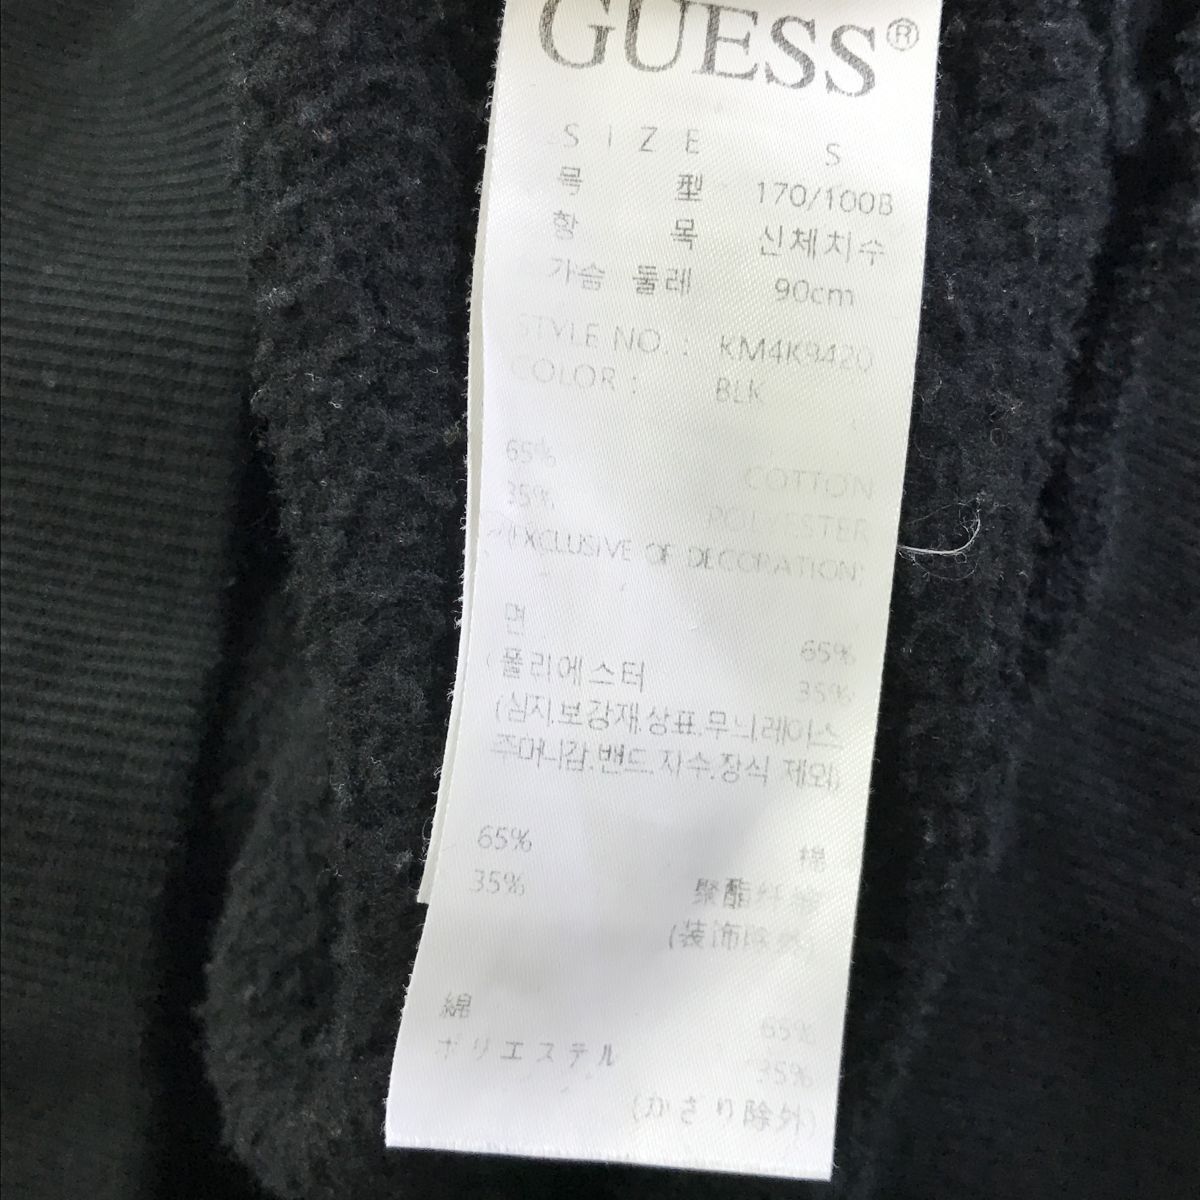 GUESS®
SIZE S
목 型 170/100B
항 목 신체치수
가슴 둘레 90cm
STYLE NO. : KM4K9420
COLOR : BLK
65% COTTON
35% POLYESTER
(EXCLUSIVE OF DECORATION)
면 65%
폴리에스터 35%
(심지.보강재.상표.무늬레이스
주머니감.밴드.자수.장식 제외)
65% 棉
35% 聚酯纤维
(装饰除外)
綿 65%
ポリエステル 35%
(かざり除外)